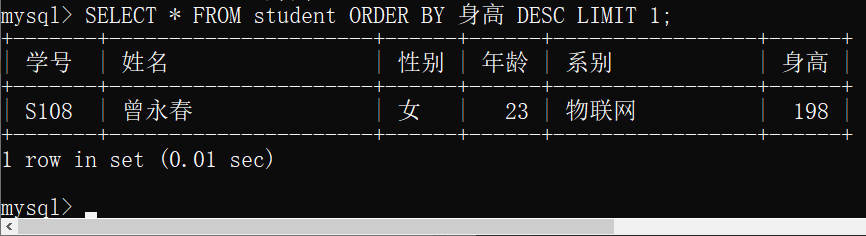 mysql> SELECT * FROM student ORDER BY 身高 DESC LIMIT 1;
+------+-----------------+-----+-----+--------------+-----+
| 学号 | 姓名 | 性别 | 年龄 | 系别 | 身高 |
+------+-----------------+-----+-----+--------------+-----+
| S108 | 曾永春 | 女 | 23 | 物联网 | 198 |
+------+-----------------+-----+-----+--------------+-----+
1 row in set (0.01 sec)
mysql>